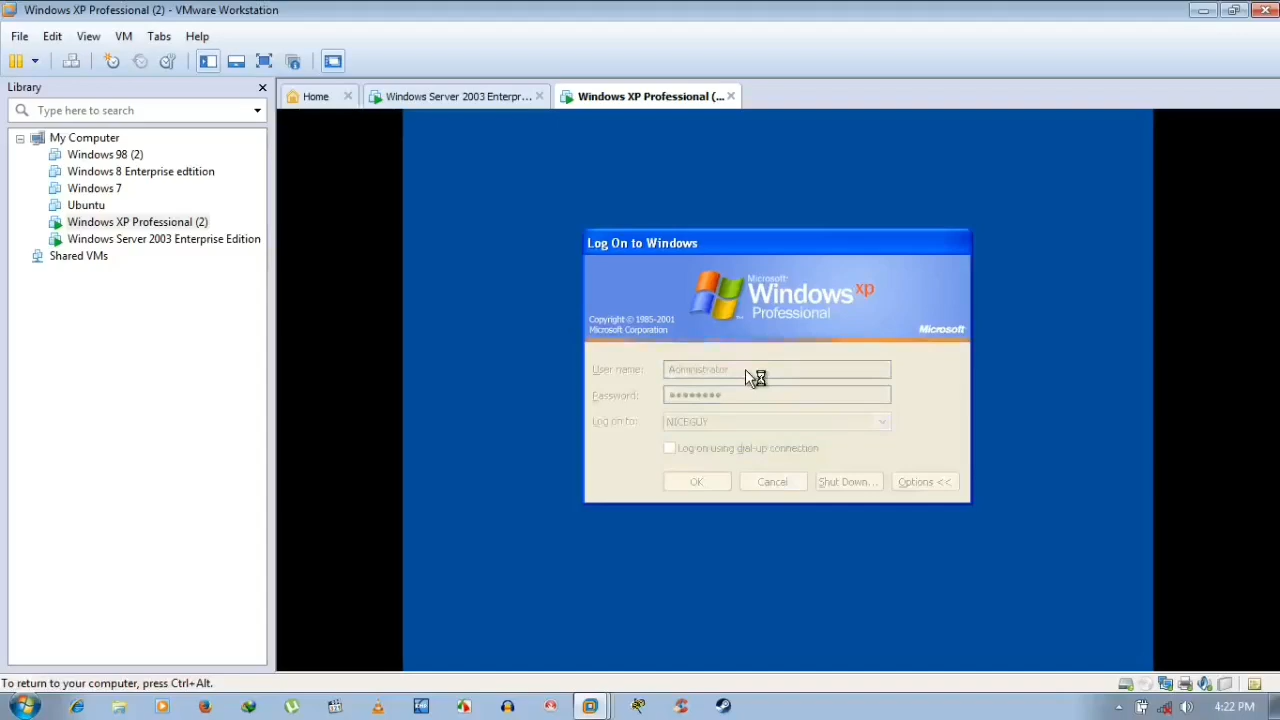 Windows XP Professional (2) - VMware Workstation
File Edit View VM Tabs Help
Library
Type here to search
Home
Windows Server 2003 Enterpr...
Windows XP Professional (...
My Computer
Windows 98 (2)
Windows 8 Enterprise edtition
Windows 7
Ubuntu
Windows XP Professional (2)
Windows Server 2003 Enterprise Edition
Shared VMs
Log On to Windows
Microsoft®
Windows xp
Professional
Copyright © 1985-2001
Microsoft Corporation
Microsoft
User name: Administrator
Password: ●●●●●●●●
Log on to: NICEGUY
Log on using dial-up connection
OK Cancel Shut Down... Options <<
To return to your computer, press Ctrl+Alt.
4:22 PM